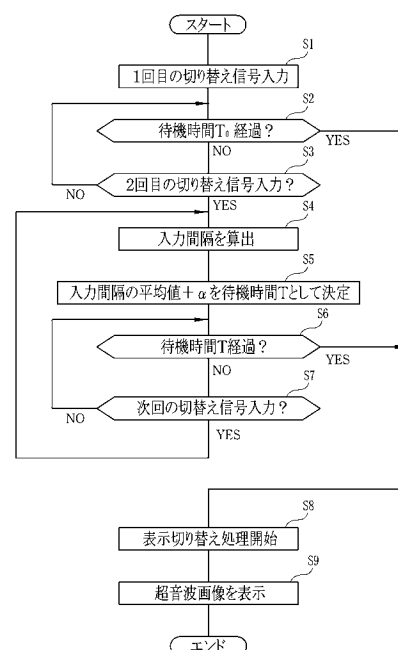 スタート
S1
1回目の切り替え信号入力
S2
待機時間T₀経過?
YES
NO
S3
2回目の切り替え信号入力?
NO
YES
S4
入力間隔を算出
S5
入力間隔の平均値+αを待機時間Tとして決定
S6
待機時間T経過?
YES
NO
S7
次回の切替え信号入力?
NO
YES
S8
表示切り替え処理開始
S9
超音波画像を表示
エンド